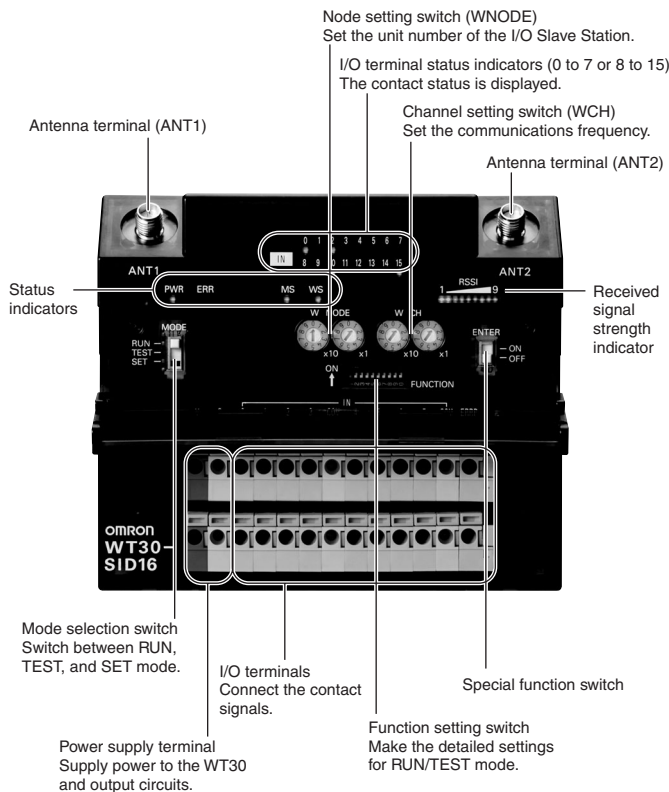 Node setting switch (WNODE)
Set the unit number of the I/O Slave Station.
I/O terminal status indicators (0 to 7 or 8 to 15)
The contact status is displayed.
Antenna terminal (ANT1)
Channel setting switch (WCH)
Set the communications frequency.
Antenna terminal (ANT2)
0 1 2 3 4 5 6 7
IN
8 9 10 11 12 13 14 15
ANT1
ANT2
Status
indicators
PWR ERR MS WS
1 RSSI 9
Received
signal
strength
indicator
MODE
RUN
TEST
SET
W NODE
W CH
x10 x1
x10 x1
ENTER
ON
OFF
ON
FUNCTION
IN
OMRON
WT30-
SID16
Mode selection switch
Switch between RUN,
TEST, and SET mode.
I/O terminals
Connect the contact
signals.
Special function switch
Function setting switch
Make the detailed settings
for RUN/TEST mode.
Power supply terminal
Supply power to the WT30
and output circuits.